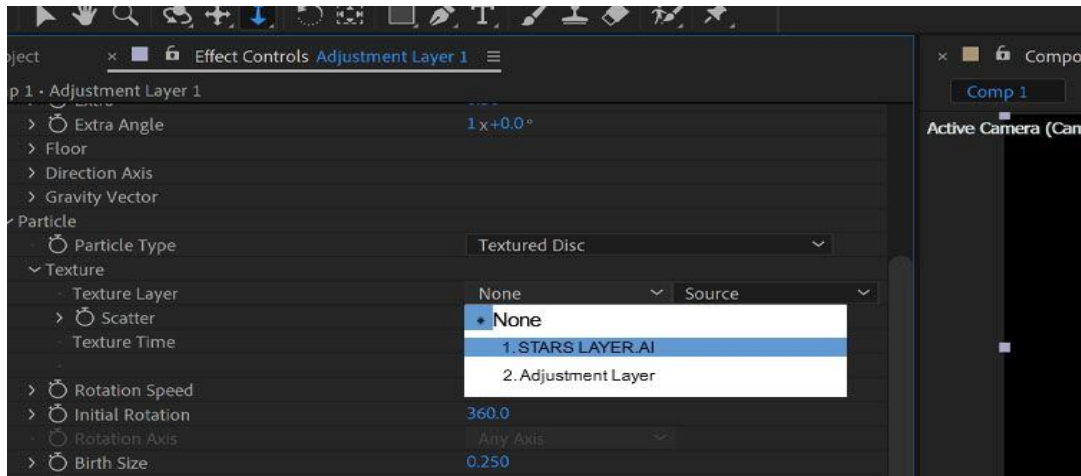 oject × Effect Controls Adjustment Layer 1
× Compo
p 1 • Adjustment Layer 1
Comp 1
Active Camera (Can
Extra Angle 1 x+0.0°
Floor
Direction Axis
Gravity Vector
Particle
Particle Type Textured Disc
Texture
Texture Layer None Source
Scatter
None
Texture Time
1.STARS LAYER.AI
2.Adjustment Layer
Rotation Speed
Initial Rotation 360.0
Rotation Axis Any Axis
Birth Size 0.250